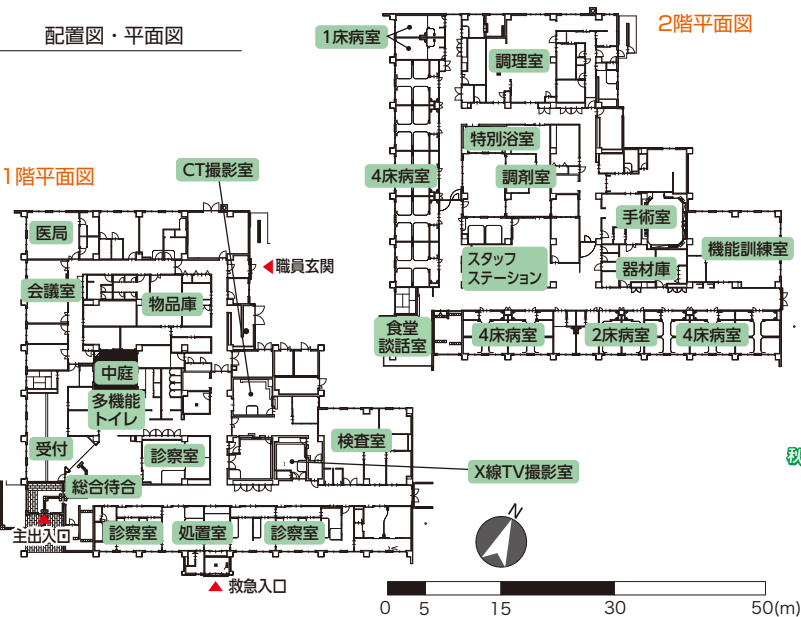 配置図・平面図
2階平面図
1床病室
調理室
特別浴室
4床病室
調剤室
手術室
スタッフ
ステーション
機能訓練室
器材庫
食堂
談話室
4床病室
2床病室
4床病室
1階平面図
CT撮影室
医局
職員玄関
会議室
物品庫
中庭
多機能
トイレ
受付
診察室
検査室
X線TV撮影室
総合待合
主出入口
診察室
処置室
診察室
救急入口
N
0 5 15 30 50(m)